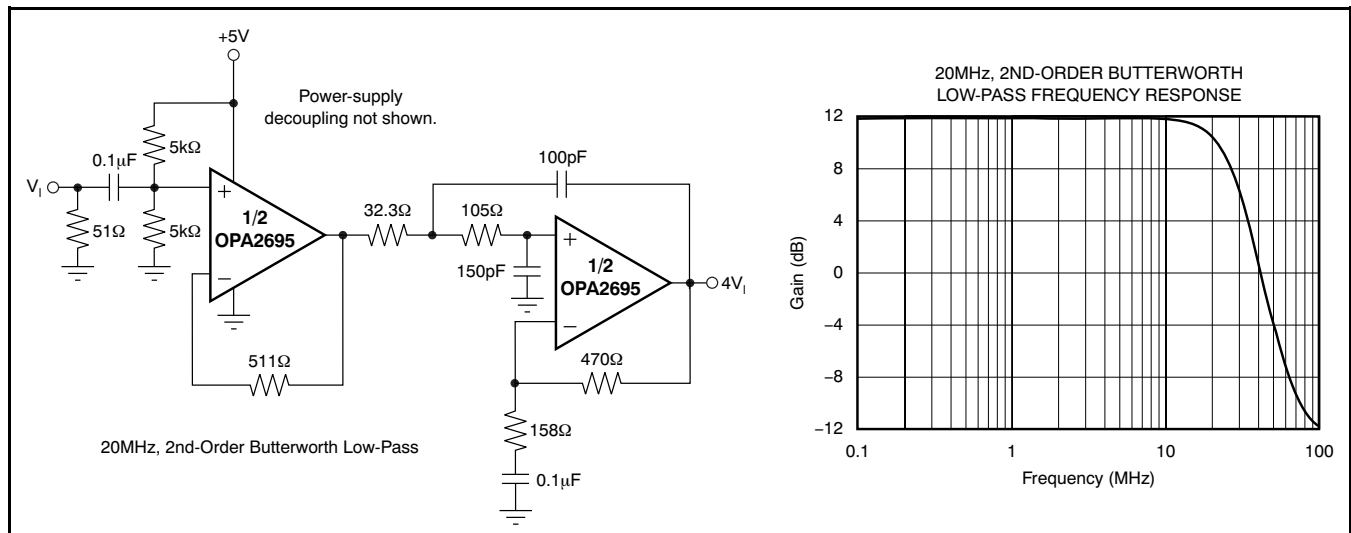 +5V
Power-supply
decoupling not shown.
5kΩ
0.1μF
V_I
51Ω
5kΩ
+
1/2
OPA2695
−
511Ω
32.3Ω
105Ω
100pF
150pF
+
1/2
OPA2695
−
4V_I
470Ω
158Ω
0.1μF
20MHz, 2nd-Order Butterworth Low-Pass
20MHz, 2ND-ORDER BUTTERWORTH
LOW-PASS FREQUENCY RESPONSE
12
8
4
0
−4
−8
−12
Gain (dB)
0.1
1
10
100
Frequency (MHz)